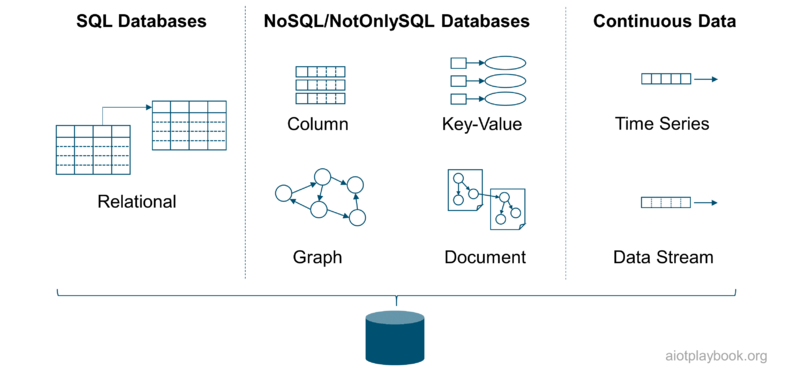 SQL Databases
NoSQL/NotOnlySQL Databases
Continuous Data
Column
Key-Value
Time Series
Relational
Graph
Document
Data Stream
aiotplaybook.org